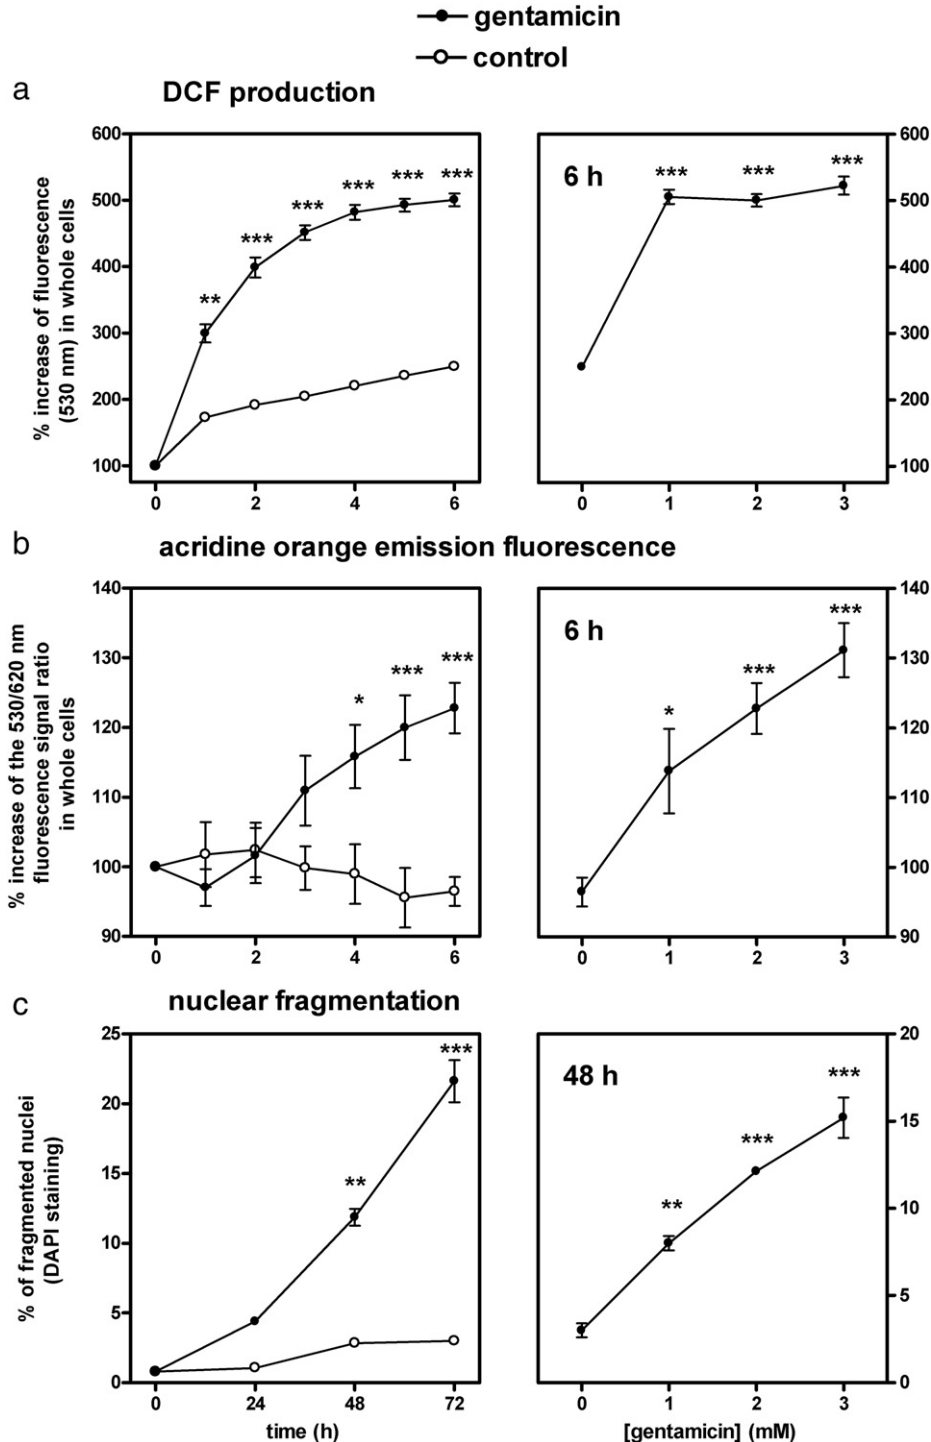 gentamicin
control
a
DCF production
% increase of fluorescence
(530 nm) in whole cells
600
500
400
300
200
100
** *** *** *** *** ***
0 2 4 6
6 h
*** *** ***
600
500
400
300
200
100
0 1 2 3
b
acridine orange emission fluorescence
% increase of the 530/620 nm
fluorescence signal ratio
in whole cells
140
130
120
110
100
90
* *** ***
0 2 4 6
6 h
* *** ***
140
130
120
110
100
90
0 1 2 3
c
nuclear fragmentation
% of fragmented nuclei
(DAPI staining)
25
20
15
10
5
0
** ***
0 24 48 72
time (h)
48 h
** *** ***
20
15
10
5
0
0 1 2 3
[gentamicin] (mM)